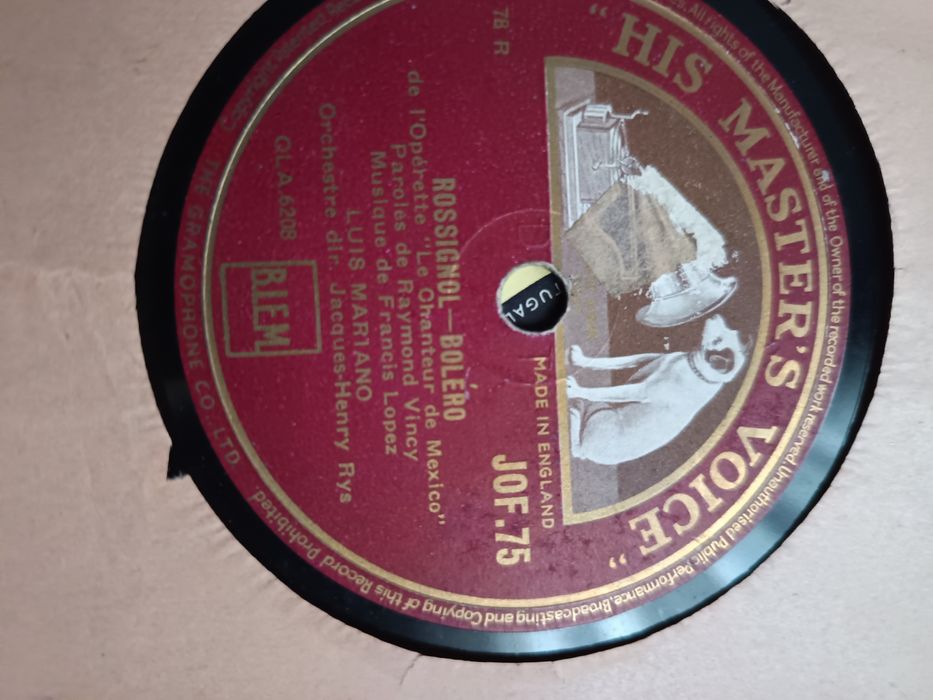 "HIS MASTER'S VOICE"
78 R
MADE IN ENGLAND
JOF.75
ROSSIGNOL—BOLÉRO
de l'Opérette "Le Chanteur de Mexico"
Paroles de Raymond Vincy
Musique de Francis Lopez
LUIS MARIANO
Orchestre dir. Jacques-Henry Rys
QLA.6208
B.I.E.M.
THE GRAMOPHONE CO. LTD.
All rights of the Manufacturer and of the Owner of the recorded work reserved. Unauthorised Public Performance, Broadcasting and Copying of this Record Prohibited.
TUGAL